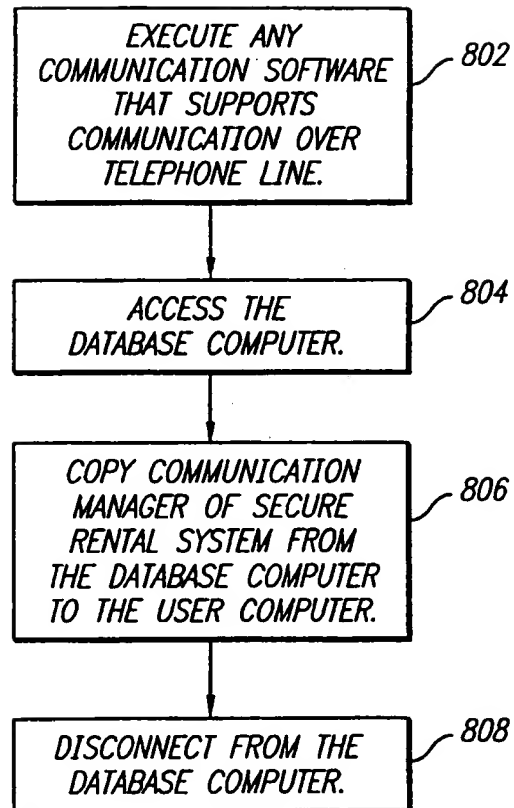 EXECUTE ANY
COMMUNICATION SOFTWARE
THAT SUPPORTS
COMMUNICATION OVER
TELEPHONE LINE.
802
ACCESS THE
DATABASE COMPUTER.
804
COPY COMMUNICATION
MANAGER OF SECURE
RENTAL SYSTEM FROM
THE DATABASE COMPUTER
TO THE USER COMPUTER.
806
DISCONNECT FROM THE
DATABASE COMPUTER.
808